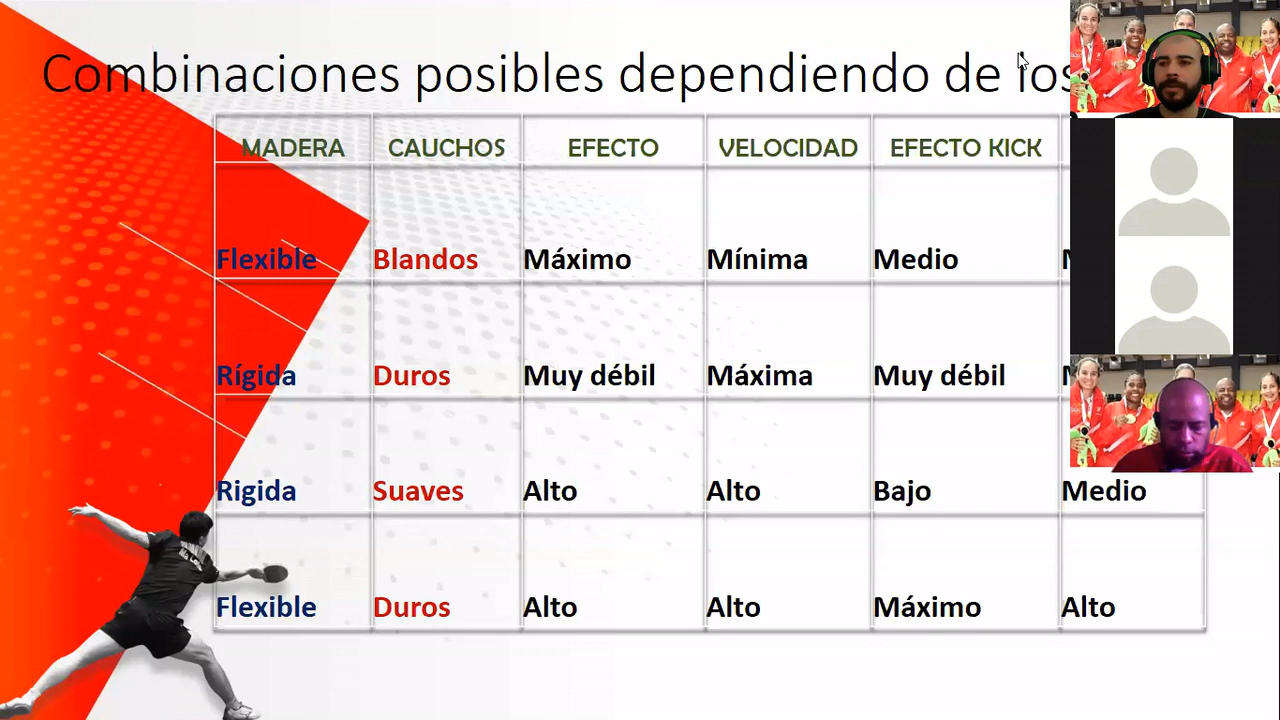 Combinaciones posibles dependiendo de los
MADERA CAUCHOS EFECTO VELOCIDAD EFECTO KICK
Flexible Blandos Máximo Mínima Medio
Rígida Duros Muy débil Máxima Muy débil
Rigida Suaves Alto Alto Bajo Medio
Flexible Duros Alto Alto Máximo Alto